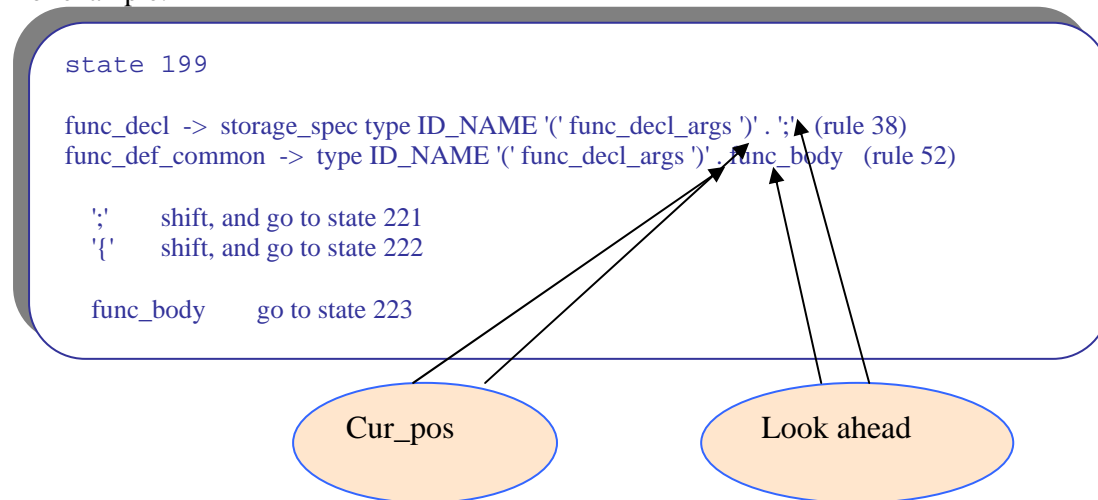 state 199
func_decl -> storage_spec type ID_NAME '(' func_decl_args ')' . ';' (rule 38)
func_def_common -> type ID_NAME '(' func_decl_args ')' . func_body (rule 52)
';' shift, and go to state 221
'{' shift, and go to state 222
func_body go to state 223
Cur_pos
Look ahead